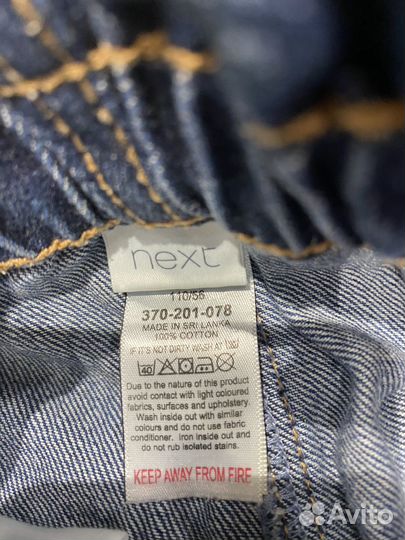 next
110/56
370-201-078
MADE IN SRI LANKA
100% COTTON
IF IT'S NOT DIRTY WASH AT
40
Due to the nature of this product
avoid contact with light coloured
fabrics, surfaces and upholstery.
Wash inside out with similar
colours and do not use fabric
conditioner. Iron inside out and
do not rub isolated stains.
KEEP AWAY FROM FIRE
Avito